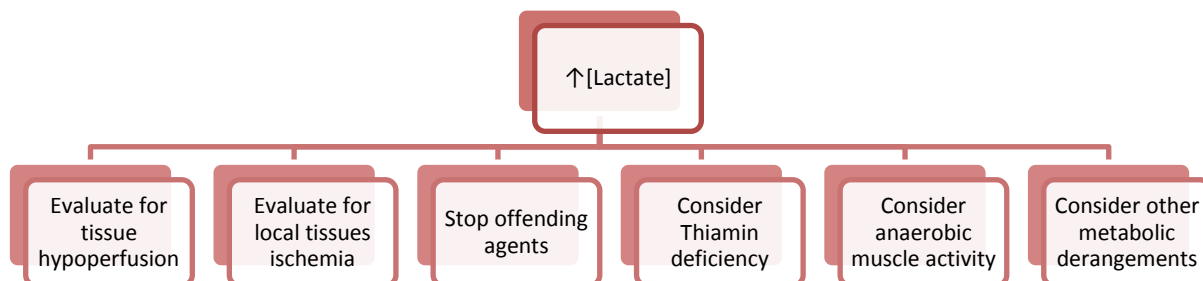 ↑[Lactate]
Evaluate for
tissue
hypoperfusion
Evaluate for
local tissues
ischemia
Stop offending
agents
Consider
Thiamin
deficiency
Consider
anaerobic
muscle activity
Consider other
metabolic
derangements